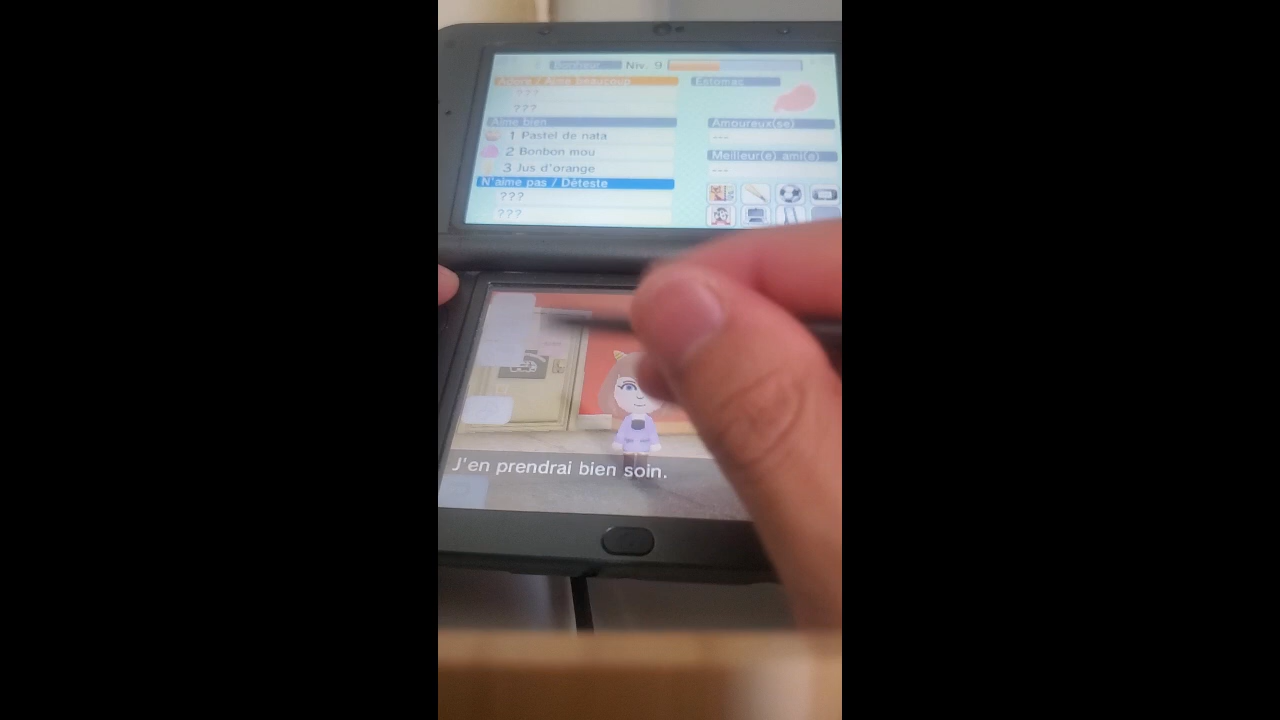 Bonheur Niv. 9
Adore / Aime beaucoup
???
???
Aime bien
1 Pastel de nata
2 Bonbon mou
3 Jus d'orange
N'aime pas / Déteste
???
???
Estomac
Amoureux(se)
---
Meilleur(e) ami(e)
---
J'en prendrai bien soin.